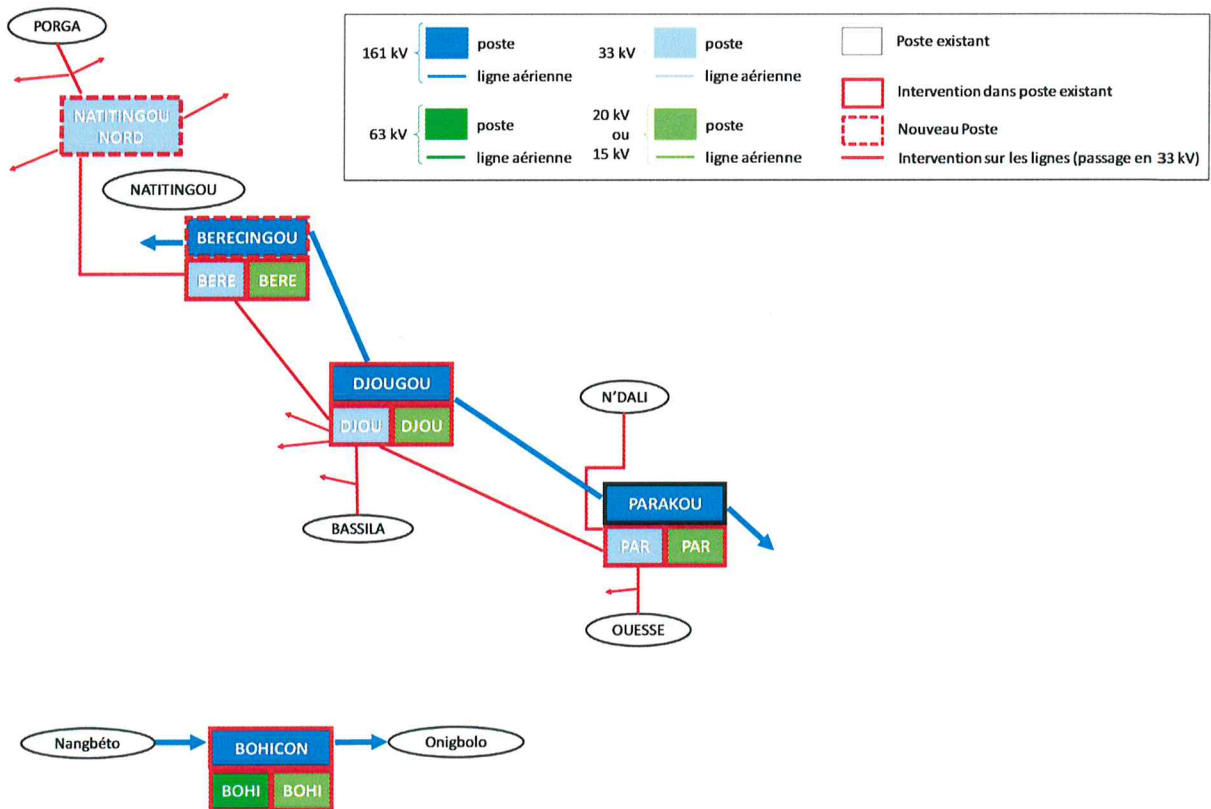 PORGA
NATITINGOU
NORD
NATITINGOU
BERECINGOU
BERE
BERE
DJOUGOU
DJOU
DJOU
BASSILA
N'DALI
PARAKOU
PAR
PAR
OUESSE
Nangbéto
BOHICON
BOHI
BOHI
Onigbolo
161 kV
poste
ligne aérienne
63 kV
poste
ligne aérienne
33 kV
poste
ligne aérienne
20 kV
ou
15 kV
poste
ligne aérienne
Poste existant
Intervention dans poste existant
Nouveau Poste
Intervention sur les lignes (passage en 33 kV)